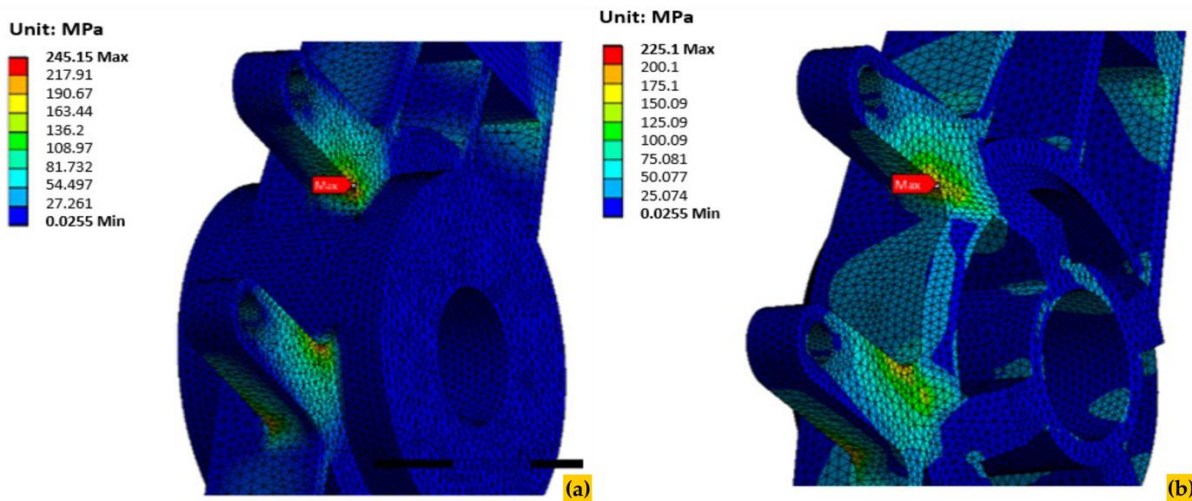 Unit: MPa
245.15 Max
217.91
190.67
163.44
136.2
108.97
81.732
54.497
27.261
0.0255 Min
Max
(a)
Unit: MPa
225.1 Max
200.1
175.1
150.09
125.09
100.09
75.081
50.077
25.074
0.0255 Min
Max
(b)